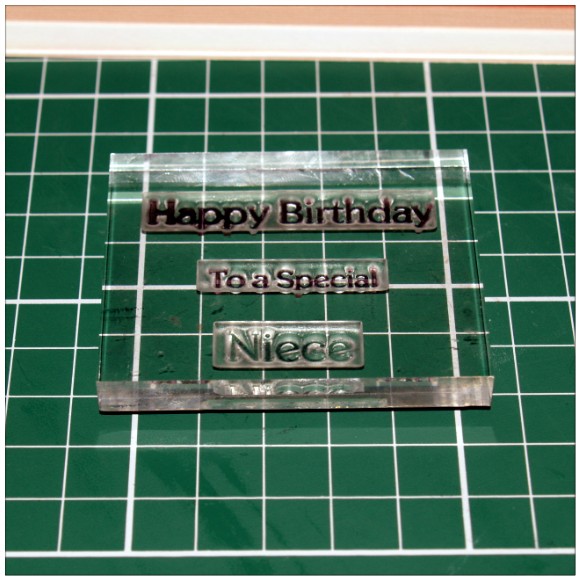 Happy Birthday
To a Special
Niece